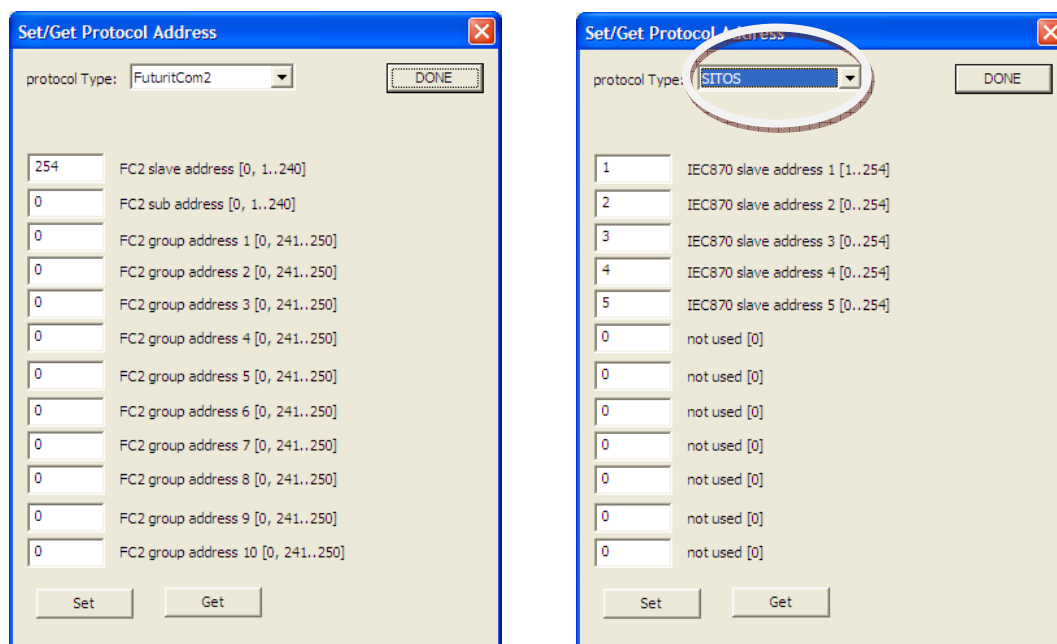 Set/Get Protocol Address
protocol Type: FuturitCom2 DONE
254 FC2 slave address [0, 1..240]
0 FC2 sub address [0, 1..240]
0 FC2 group address 1 [0, 241..250]
0 FC2 group address 2 [0, 241..250]
0 FC2 group address 3 [0, 241..250]
0 FC2 group address 4 [0, 241..250]
0 FC2 group address 5 [0, 241..250]
0 FC2 group address 6 [0, 241..250]
0 FC2 group address 7 [0, 241..250]
0 FC2 group address 8 [0, 241..250]
0 FC2 group address 9 [0, 241..250]
0 FC2 group address 10 [0, 241..250]
Set Get
Set/Get Protocol Address
protocol Type: SITOS DONE
1 IEC870 slave address 1 [1..254]
2 IEC870 slave address 2 [0..254]
3 IEC870 slave address 3 [0..254]
4 IEC870 slave address 4 [0..254]
5 IEC870 slave address 5 [0..254]
0 not used [0]
0 not used [0]
0 not used [0]
0 not used [0]
0 not used [0]
0 not used [0]
0 not used [0]
Set Get